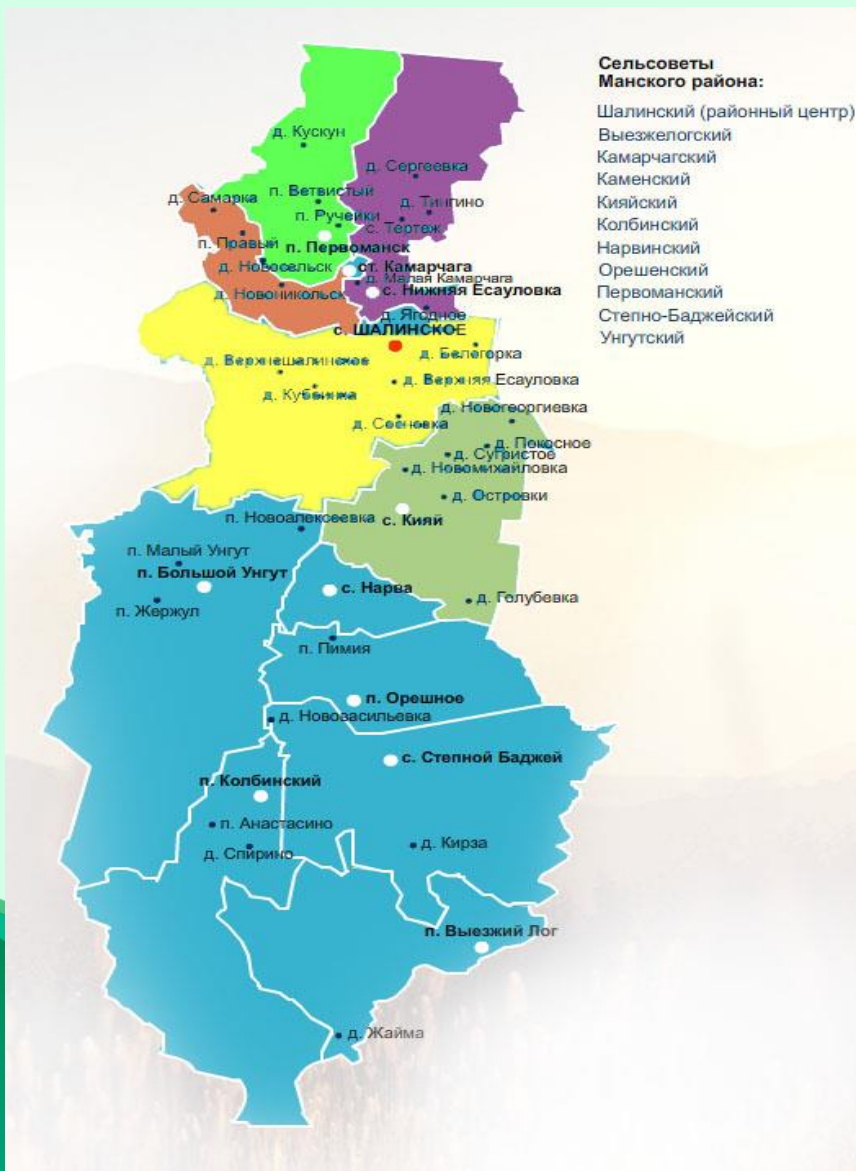 Сельсоветы
Манского района:
Шалинский (районный центр)
Выезжелогский
Камарчагский
Каменский
Кияйский
Колбинский
Нарвинский
Орешенский
Первоманский
Степно-Баджейский
Унгутский
д. Кускун
д. Сергеевка
п. Ветвистый
д. Самарка
д. Тингино
п. Ручейки
с. Тертеж
п. Правый
п. Первоманск
д. Новосельск
ст. Камарчага
д. Малая Камарчага
д. Новоникольск
с. Нижняя Есауловка
д. Ягодное
с. ШАЛИНСКОЕ
д. Белогорка
д. Верхнешалинское
д. Верхняя Есауловка
д. Кубеинка
д. Новогеоргиевка
д. Сосновка
д. Покосное
д. Сугристое
д. Новомихайловка
д. Островки
п. Новоалексеевка
с. Кияй
п. Малый Унгут
п. Большой Унгут
с. Нарва
д. Голубевка
п. Жержул
п. Пимия
п. Орешное
д. Нововасильевка
с. Степной Баджей
п. Колбинский
п. Анастасино
д. Кирза
д. Спирино
п. Выезжий Лог
д. Жайма